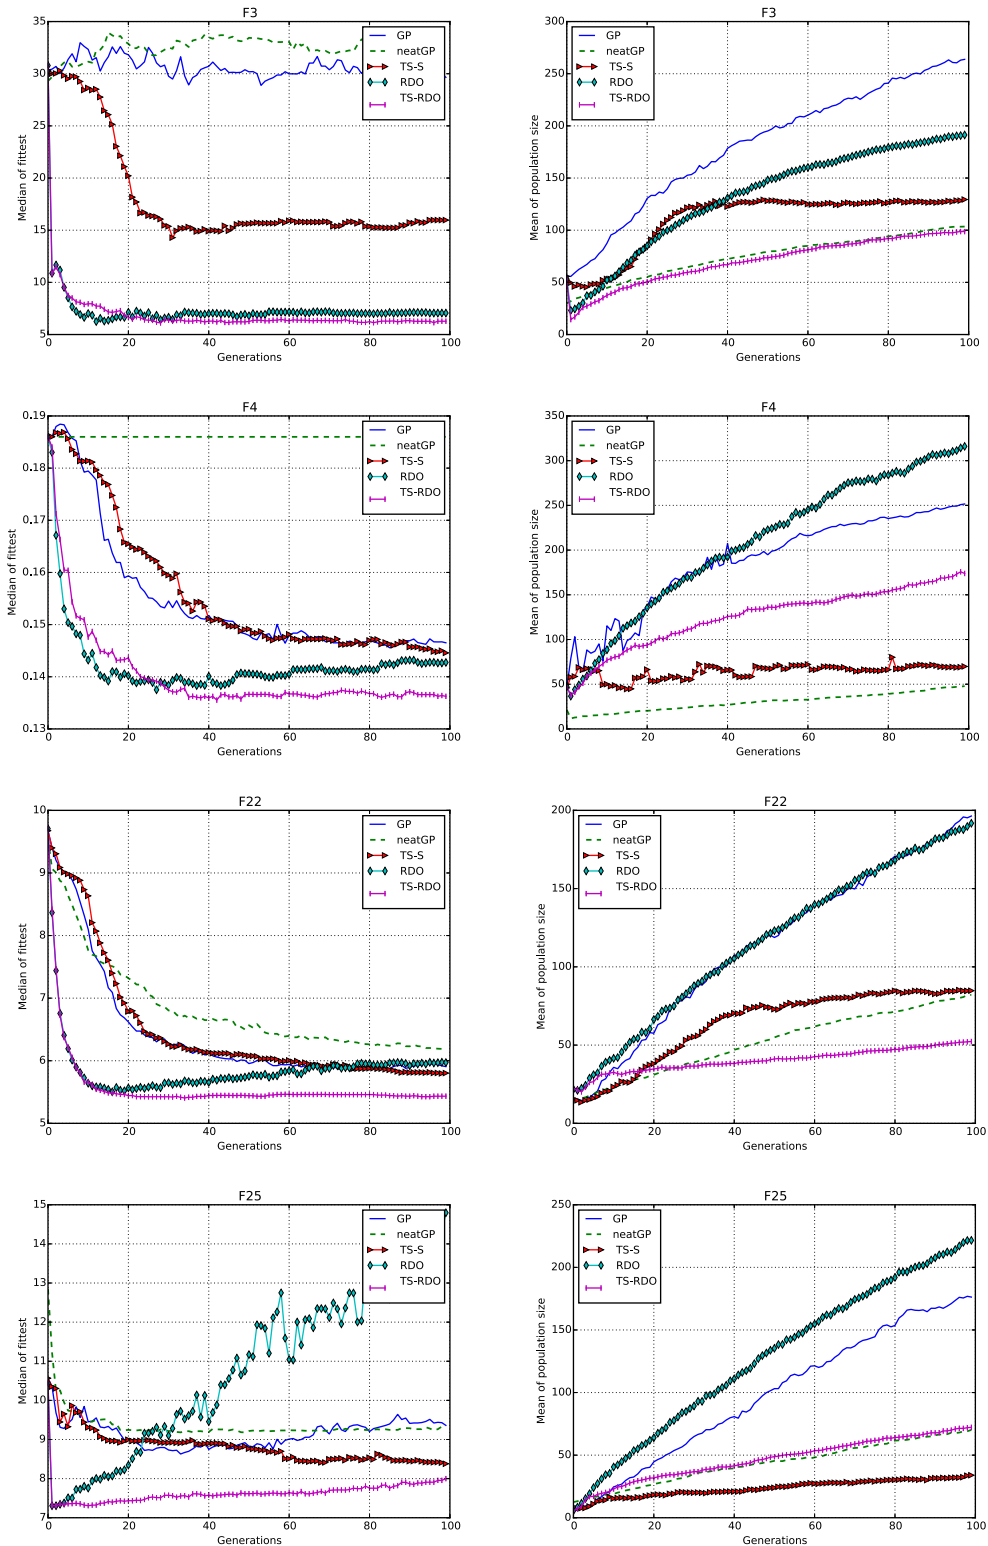 F3
Median of fittest
35
30
25
20
15
10
5
0 20 40 60 80 100
Generations
GP
neatGP
TS-S
RDO
TS-RDO
F3
Mean of population size
300
250
200
150
100
50
0
0 20 40 60 80 100
Generations
GP
neatGP
TS-S
RDO
TS-RDO
F4
Median of fittest
0.19
0.18
0.17
0.16
0.15
0.14
0.13
0 20 40 60 80 100
Generations
GP
neatGP
TS-S
RDO
TS-RDO
F4
Mean of population size
350
300
250
200
150
100
50
0
0 20 40 60 80 100
Generations
GP
neatGP
TS-S
RDO
TS-RDO
F22
Median of fittest
10
9
8
7
6
5
0 20 40 60 80 100
Generations
GP
neatGP
TS-S
RDO
TS-RDO
F22
Mean of population size
200
150
100
50
0
0 20 40 60 80 100
Generations
GP
neatGP
TS-S
RDO
TS-RDO
F25
Median of fittest
15
14
13
12
11
10
9
8
7
0 20 40 60 80 100
Generations
GP
neatGP
TS-S
RDO
TS-RDO
F25
Mean of population size
250
200
150
100
50
0
0 20 40 60 80 100
Generations
GP
neatGP
TS-S
RDO
TS-RDO